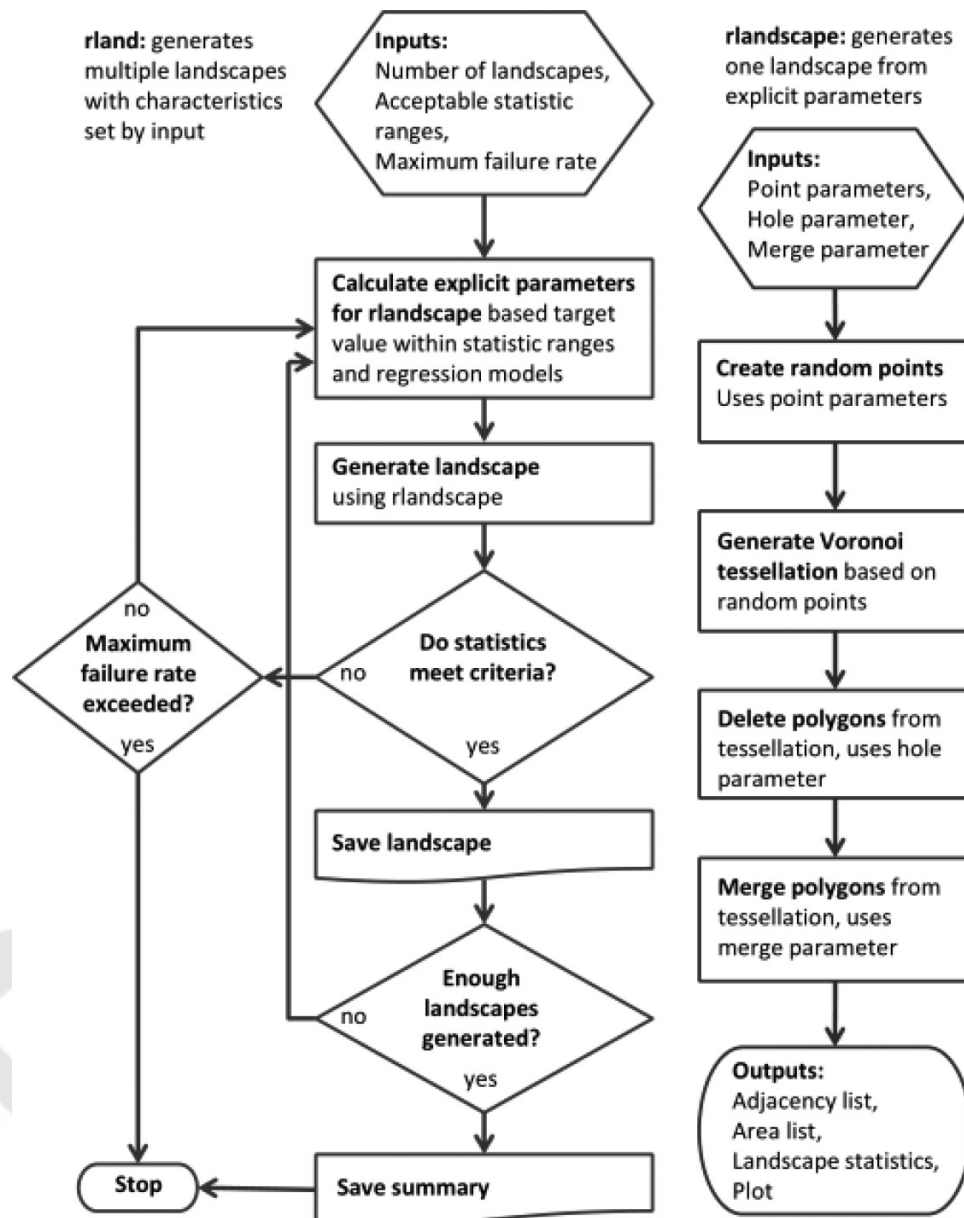 rland: generates
multiple landscapes
with characteristics
set by input
Inputs:
Number of landscapes,
Acceptable statistic
ranges,
Maximum failure rate
Calculate explicit parameters
for rlandscape based target
value within statistic ranges
and regression models
Generate landscape
using rlandscape
Do statistics
meet criteria?
no
yes
no
Maximum
failure rate
exceeded?
yes
Save landscape
Enough
landscapes
generated?
no
yes
Save summary
Stop
rlandscape: generates
one landscape from
explicit parameters
Inputs:
Point parameters,
Hole parameter,
Merge parameter
Create random points
Uses point parameters
Generate Voronoi
tessellation based on
random points
Delete polygons from
tessellation, uses hole
parameter
Merge polygons from
tessellation, uses
merge parameter
Outputs:
Adjacency list,
Area list,
Landscape statistics,
Plot